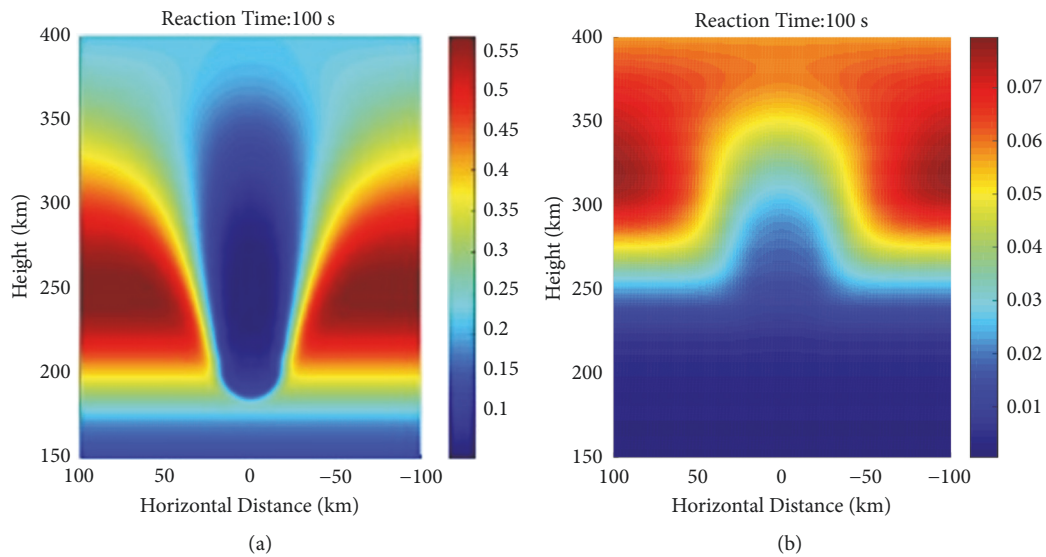 Reaction Time:100 s
400
350
300
250
200
150
Height (km)
100 50 0 −50 −100
Horizontal Distance (km)
0.55
0.5
0.45
0.4
0.35
0.3
0.25
0.2
0.15
0.1
(a)
Reaction Time:100 s
400
350
300
250
200
150
Height (km)
100 50 0 −50 −100
Horizontal Distance (km)
0.07
0.06
0.05
0.04
0.03
0.02
0.01
(b)